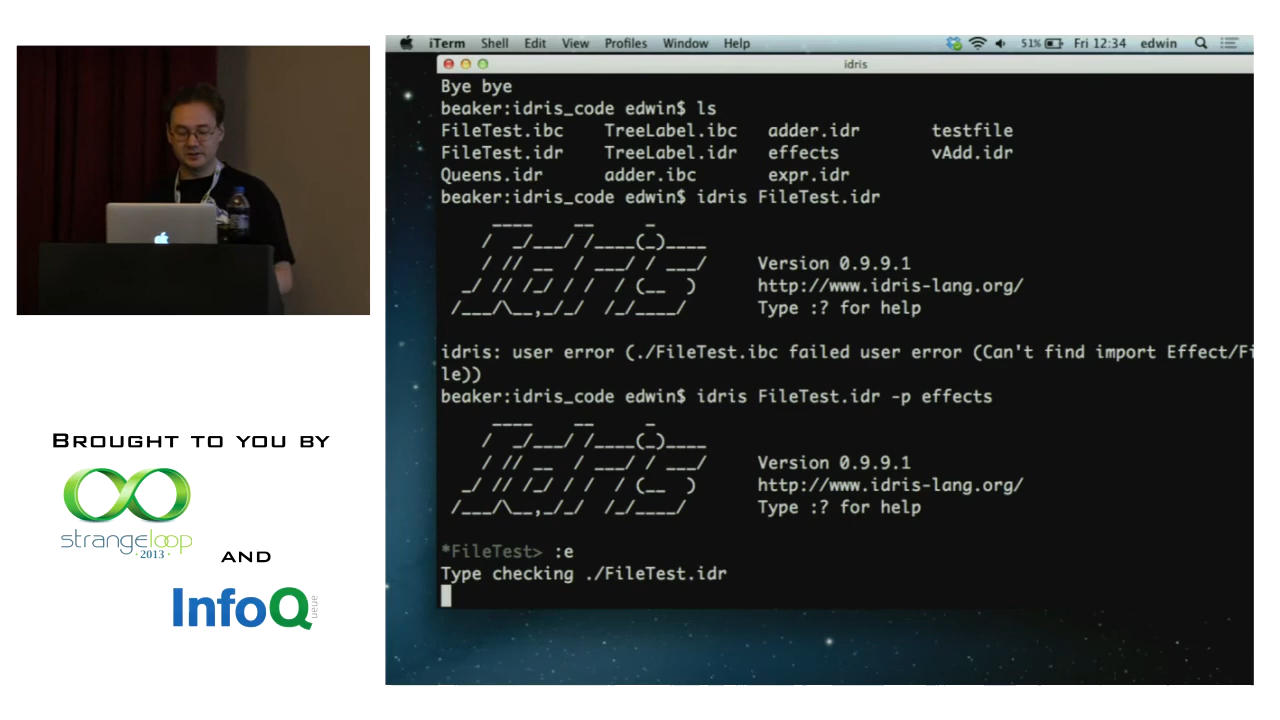 iTerm Shell Edit View Profiles Window Help 51% Fri 12:34 edwin
idris
Bye bye
beaker:idris_code edwin$ ls
FileTest.ibc TreeLabel.ibc adder.idr testfile
FileTest.idr TreeLabel.idr effects vAdd.idr
Queens.idr adder.ibc expr.idr
beaker:idris_code edwin$ idris FileTest.idr
Idris
Version 0.9.9.1
http://www.idris-lang.org/
Type :? for help
idris: user error (./FileTest.ibc failed user error (Can't find import Effect/Fi
le))
beaker:idris_code edwin$ idris FileTest.idr -p effects
Idris
Version 0.9.9.1
http://www.idris-lang.org/
Type :? for help
*FileTest> :e
Type checking ./FileTest.idr
BROUGHT TO YOU BY
strangeloop
·2013·
AND
InfoQ